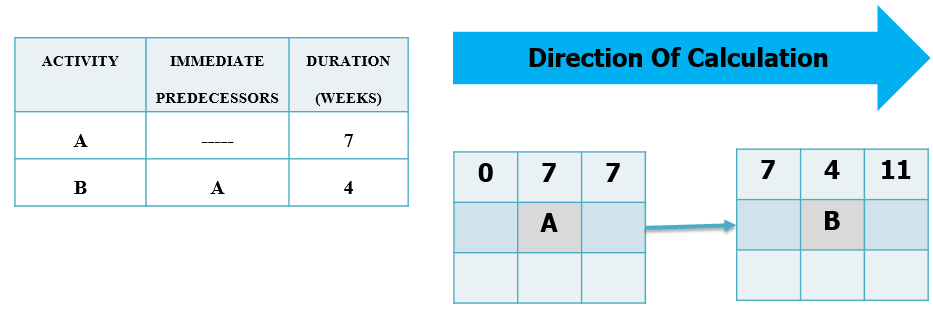 ACTIVITY IMMEDIATE PREDECESSORS DURATION (WEEKS)
A ----- 7
B A 4
Direction Of Calculation
0 7 7
A
7 4 11
B